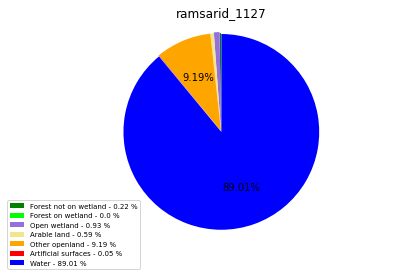 ramsarid_1127
9.19%
89.01%
Forest not on wetland - 0.22 %
Forest on wetland - 0.0 %
Open wetland - 0.93 %
Arable land - 0.59 %
Other openland - 9.19 %
Artificial surfaces - 0.05 %
Water - 89.01 %